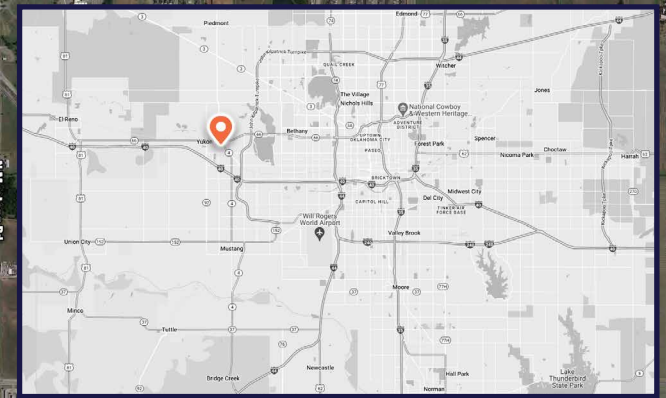 Piedmont
Edmond
QUAIL CREEK
Witcher
The Village
Nichols Hills
Jones
National Cowboy
& Western Heritage
El Reno
Yukon
Bethany
ADVENTURE
DISTRICT
UPTOWN
OKLAHOMA CITY
PASEO
Forest Park
Spencer
Nicoma Park
Choctaw
Harrah
BRICKTOWN
Midwest City
CAPITOL HILL
Del City
TINKER AIR
FORCE BASE
Will Rogers
World Airport
Union City
Mustang
Valley Brook
Moore
Minco
Tuttle
Bridge Creek
Newcastle
Hall Park
Norman
Lake
Thunderbird
State Park